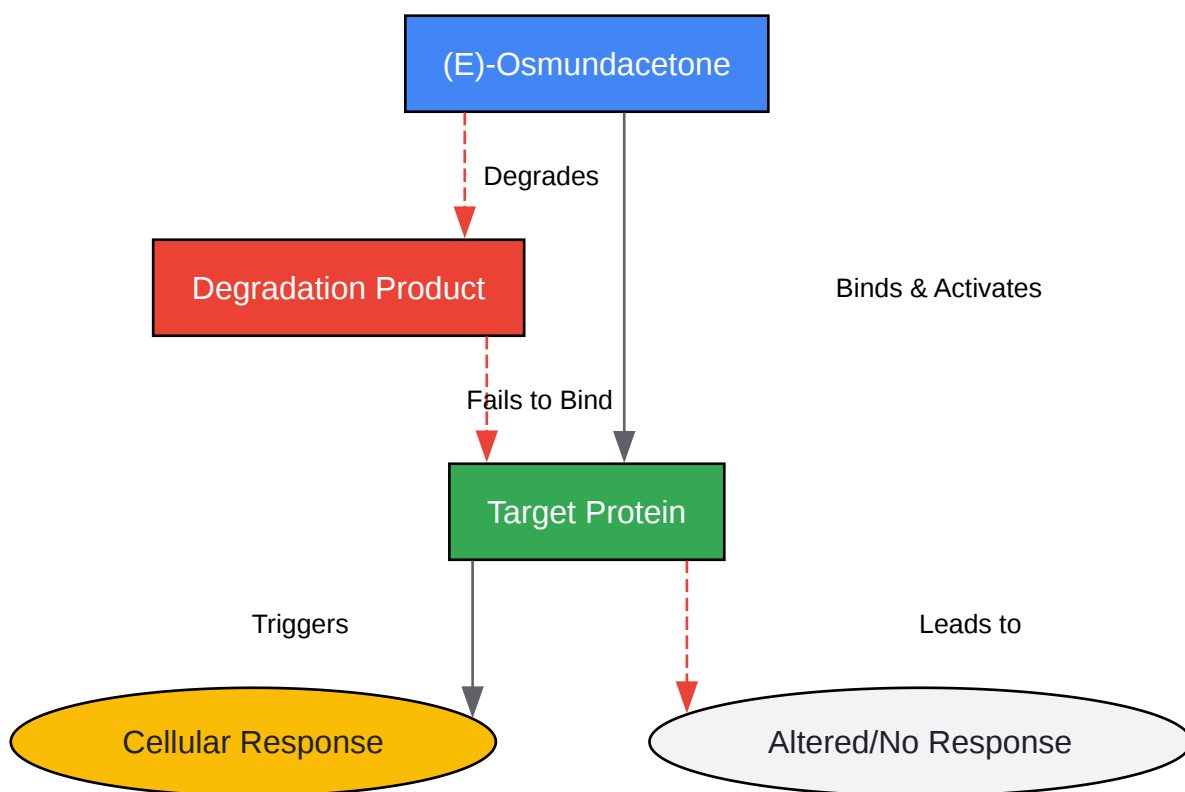 (E)-Osmundacetone
Degrades
Degradation Product
Binds & Activates
Fails to Bind
Target Protein
Triggers
Leads to
Cellular Response
Altered/No Response